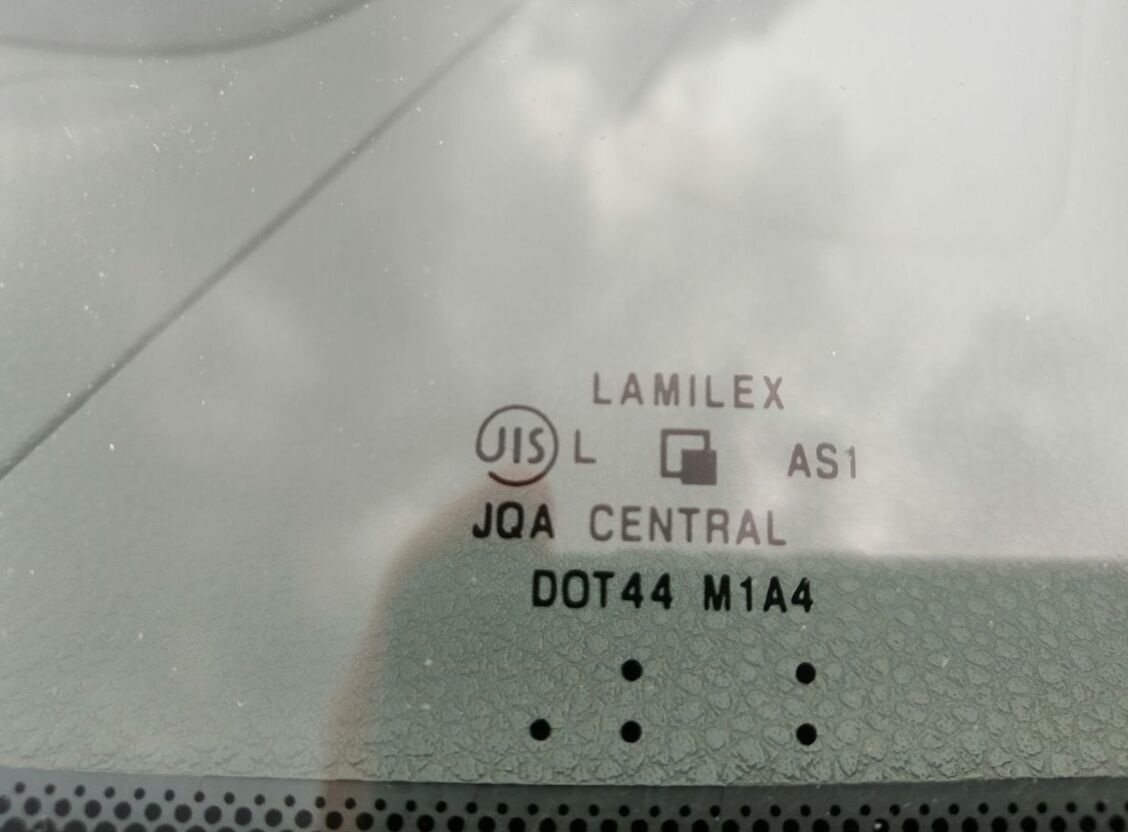 LAMILEX
JIS L AS1
JQA CENTRAL
DOT44 M1A4